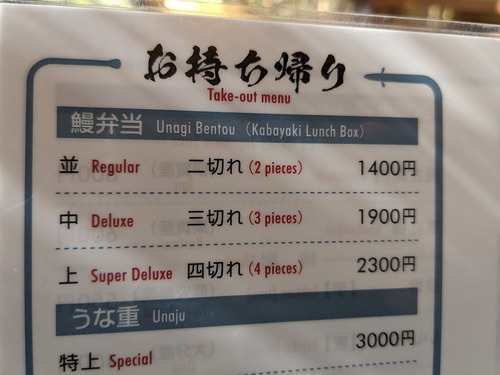 お持ち帰り
Take-out menu
鰻弁当 Unagi Bentou (Kabayaki Lunch Box)
並 Regular 二切れ (2 pieces) 1400円
中 Deluxe 三切れ (3 pieces) 1900円
上 Super Deluxe 四切れ (4 pieces) 2300円
うな重 Unaju
特上 Special 3000円